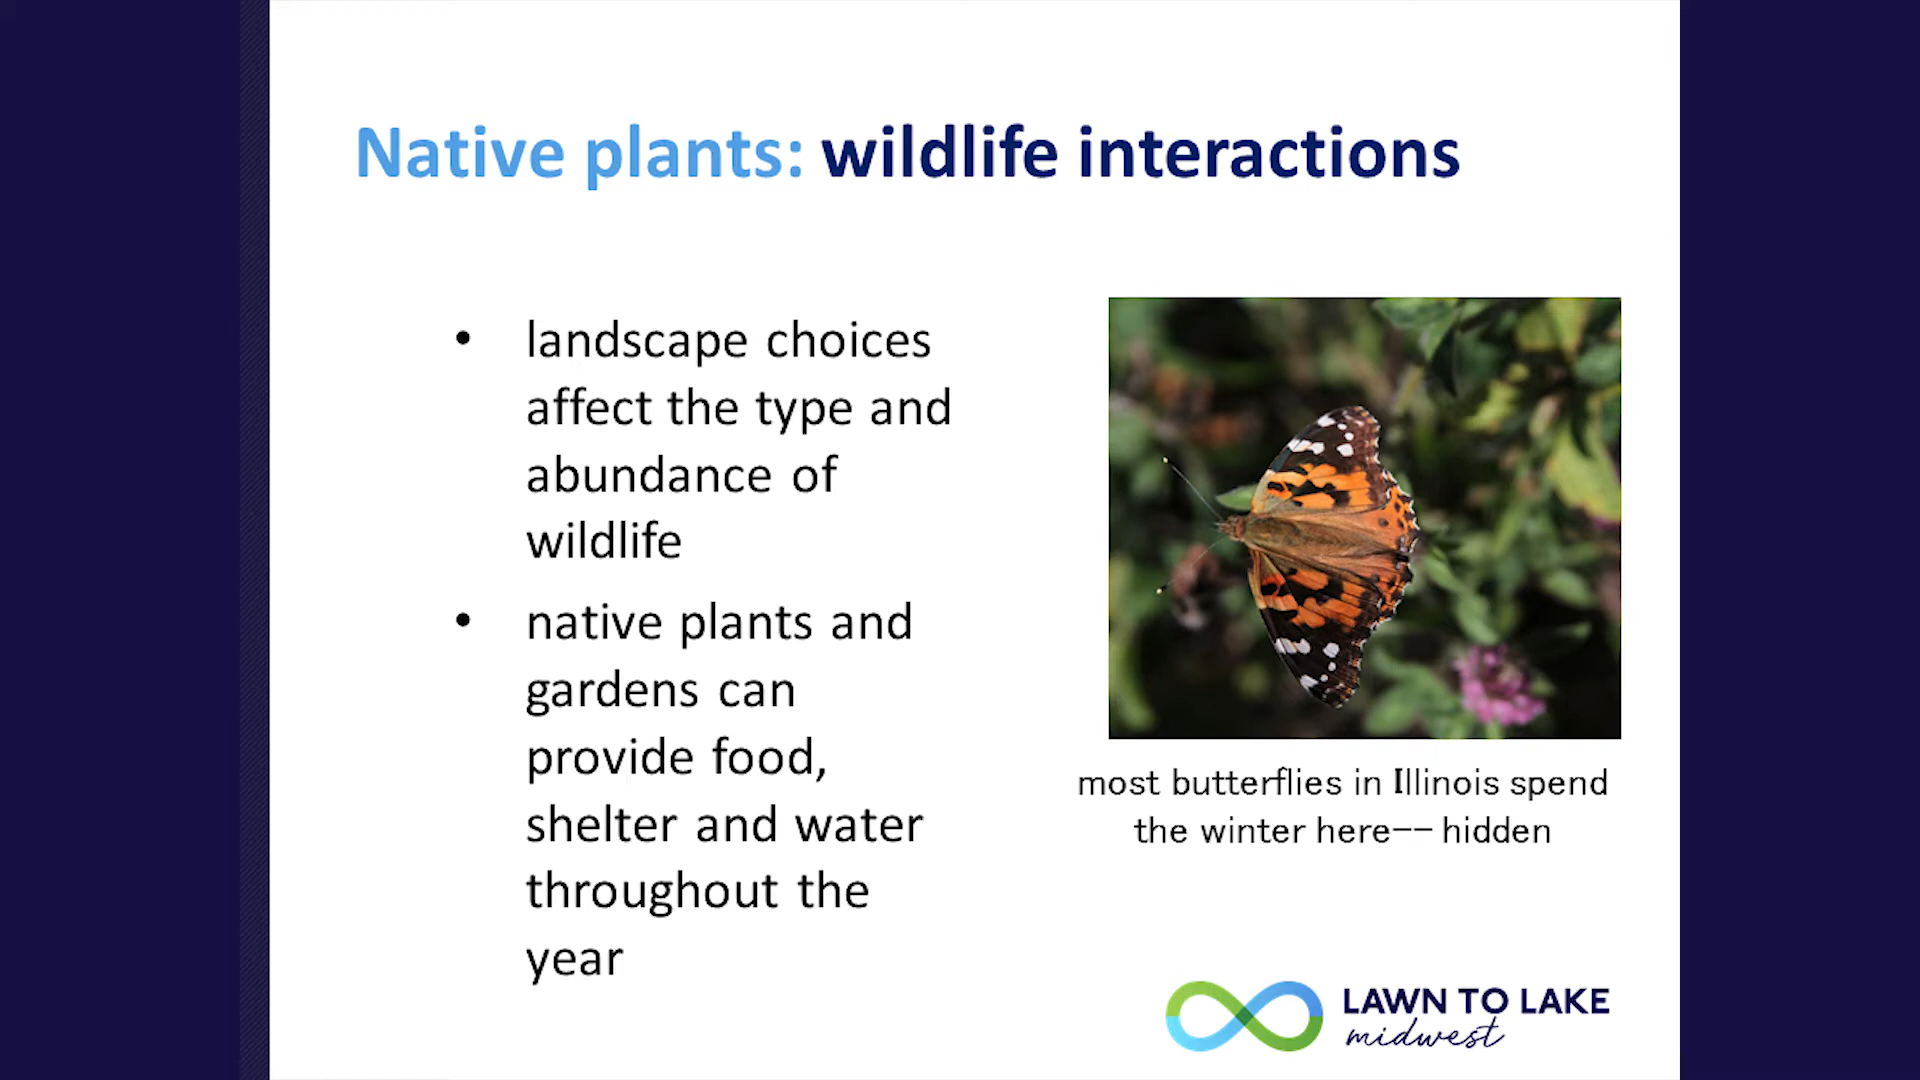 Native plants: wildlife interactions
• landscape choices
affect the type and
abundance of
wildlife
• native plants and
gardens can
provide food,
shelter and water
throughout the
year
most butterflies in Illinois spend
the winter here-- hidden
LAWN TO LAKE
midwest